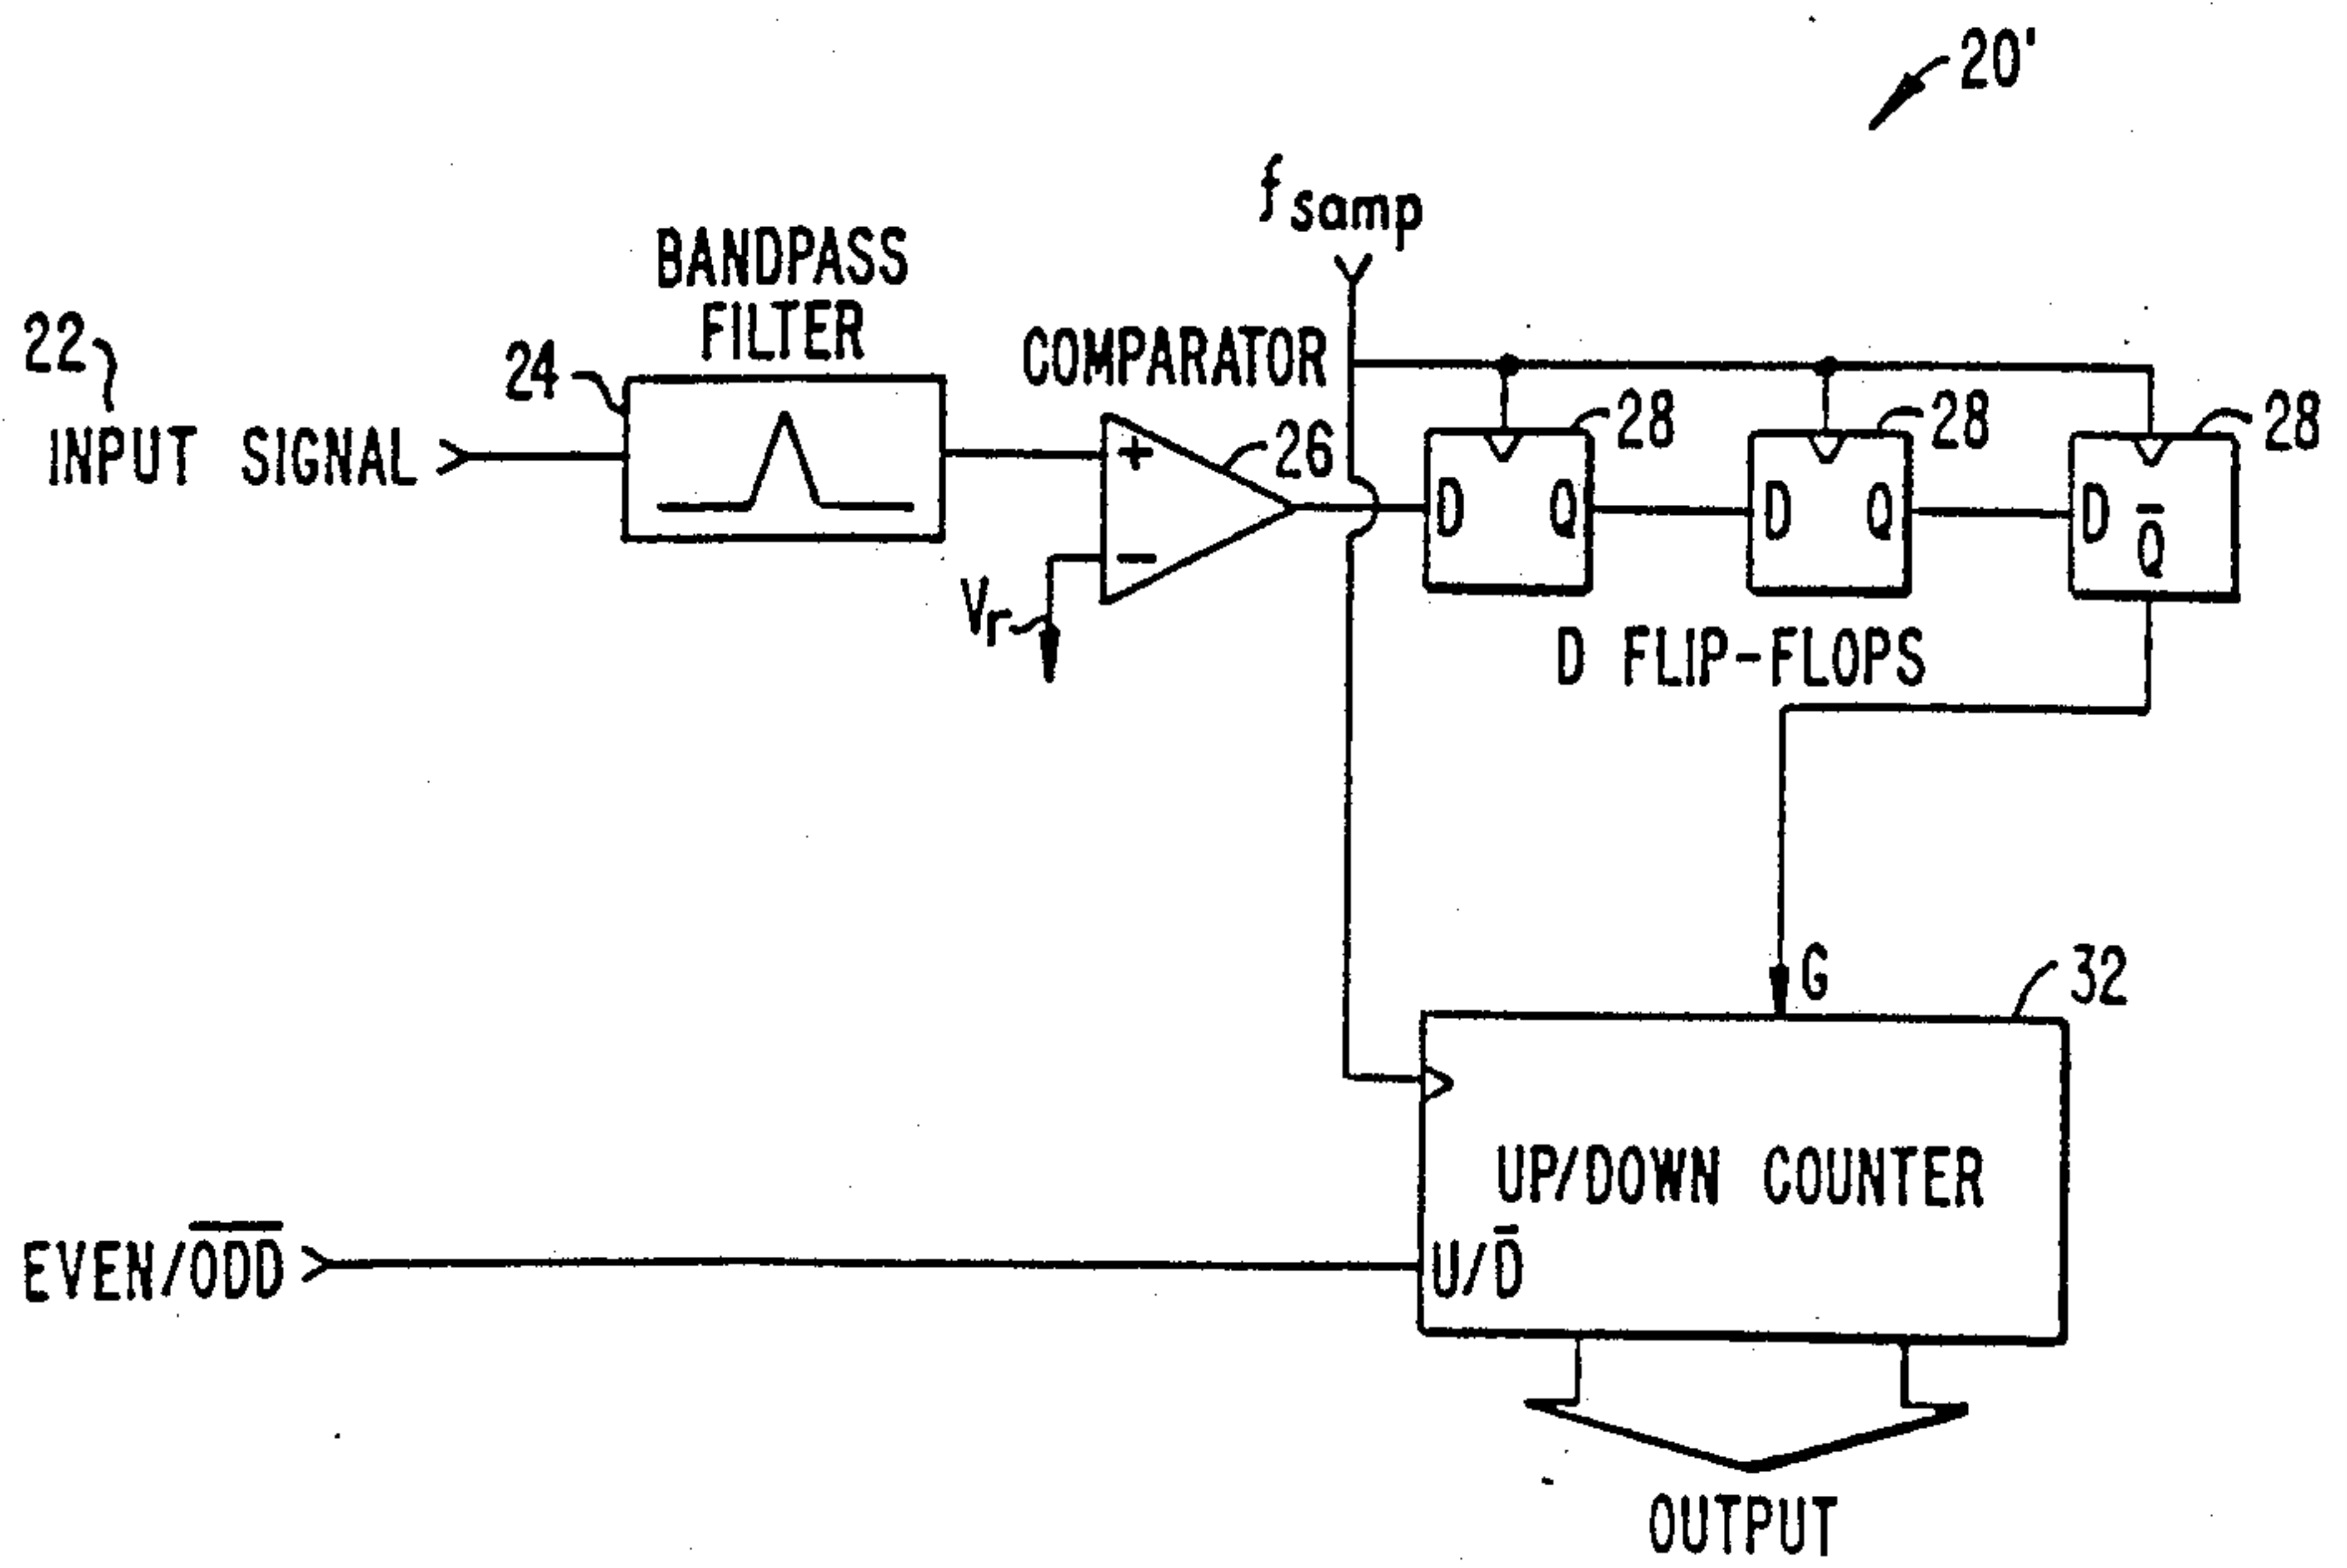 20'
f samp
BANDPASS
FILTER
22
24
COMPARATOR
INPUT SIGNAL
+
26
28
28
28
D Q
D Q
D Q̅
−
Vr
D FLIP-FLOPS
G
32
UP/DOWN COUNTER
EVEN/O̅D̅D̅
U/D̅
OUTPUT